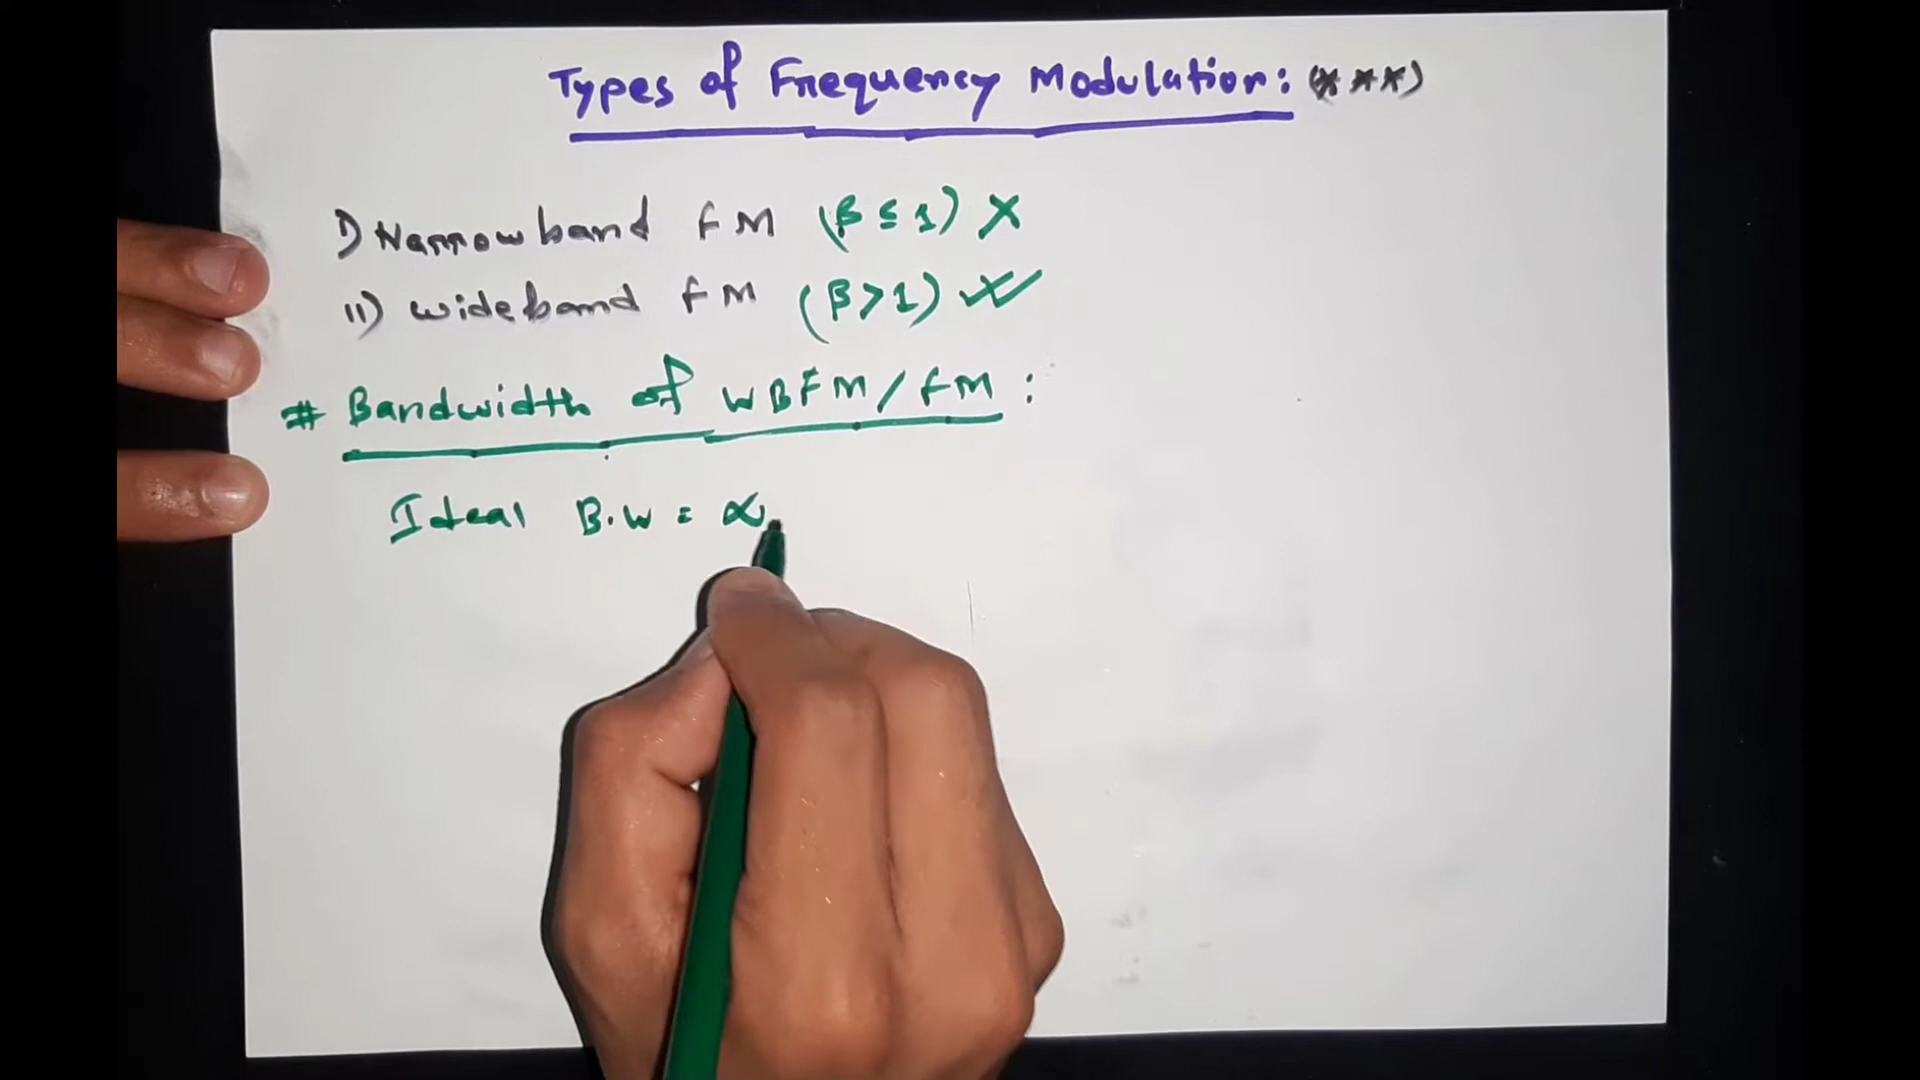 Types of Frequency Modulation: (***)
I) Narrowband FM (β ≤ 1) ×
II) wideband FM (β > 1) ✓
# Bandwidth of WBFM/FM :
Ideal B.W = ∝